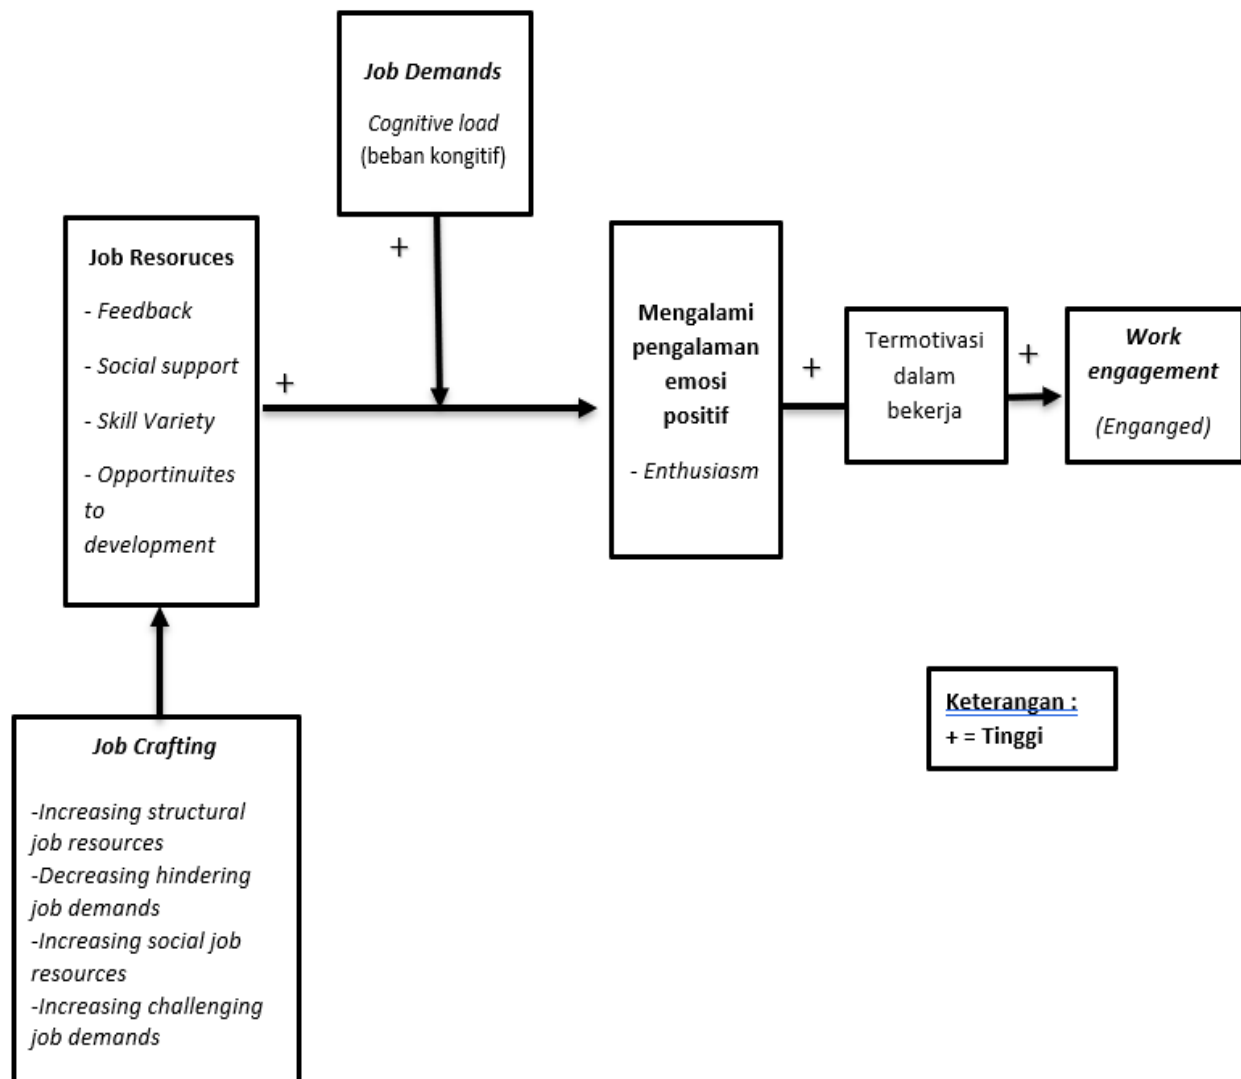 Job Demands
Cognitive load
(beban kongitif)
+
Job Resoruces
- Feedback
- Social support
- Skill Variety
- Opportinuites
to
development
+
Mengalami
pengalaman
emosi
positif
- Enthusiasm
+
Termotivasi
dalam
bekerja
+
Work
engagement
(Enganged)
Job Crafting
-Increasing structural
job resources
-Decreasing hindering
job demands
-Increasing social job
resources
-Increasing challenging
job demands
Keterangan :
+ = Tinggi